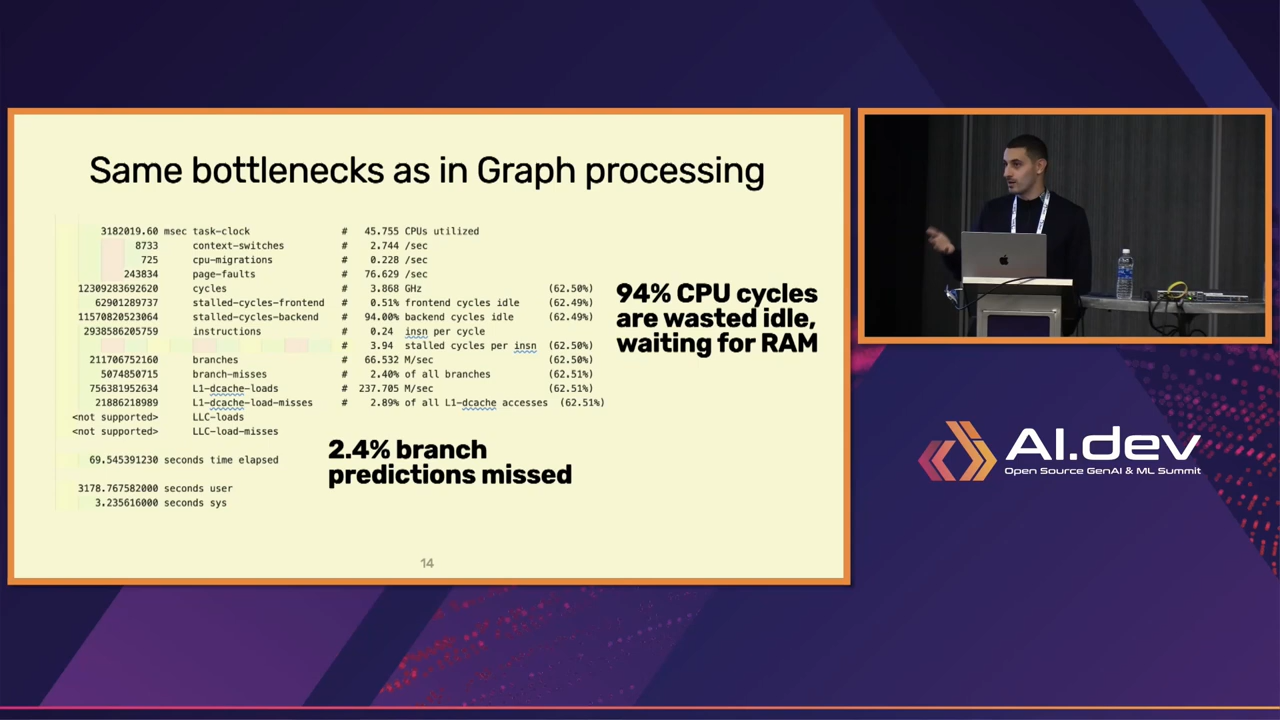 Same bottlenecks as in Graph processing
3182019.60 msec task-clock # 45.755 CPUs utilized
8733 context-switches # 2.744 /sec
725 cpu-migrations # 0.228 /sec
243834 page-faults # 76.629 /sec
12309283692620 cycles # 3.868 GHz (62.50%)
62901289737 stalled-cycles-frontend # 0.51% frontend cycles idle (62.49%)
11570820523064 stalled-cycles-backend # 94.00% backend cycles idle (62.49%)
2938586205759 instructions # 0.24 insn per cycle
# 3.94 stalled cycles per insn (62.50%)
211706752160 branches # 66.532 M/sec (62.50%)
5074850715 branch-misses # 2.40% of all branches (62.51%)
756381952634 L1-dcache-loads # 237.705 M/sec (62.51%)
21886218989 L1-dcache-load-misses # 2.89% of all L1-dcache accesses (62.51%)
<not supported> LLC-loads
<not supported> LLC-load-misses
69.545391230 seconds time elapsed
3178.767582000 seconds user
3.235616000 seconds sys
94% CPU cycles
are wasted idle,
waiting for RAM
2.4% branch
predictions missed
14
AI.dev
Open Source GenAI & ML Summit